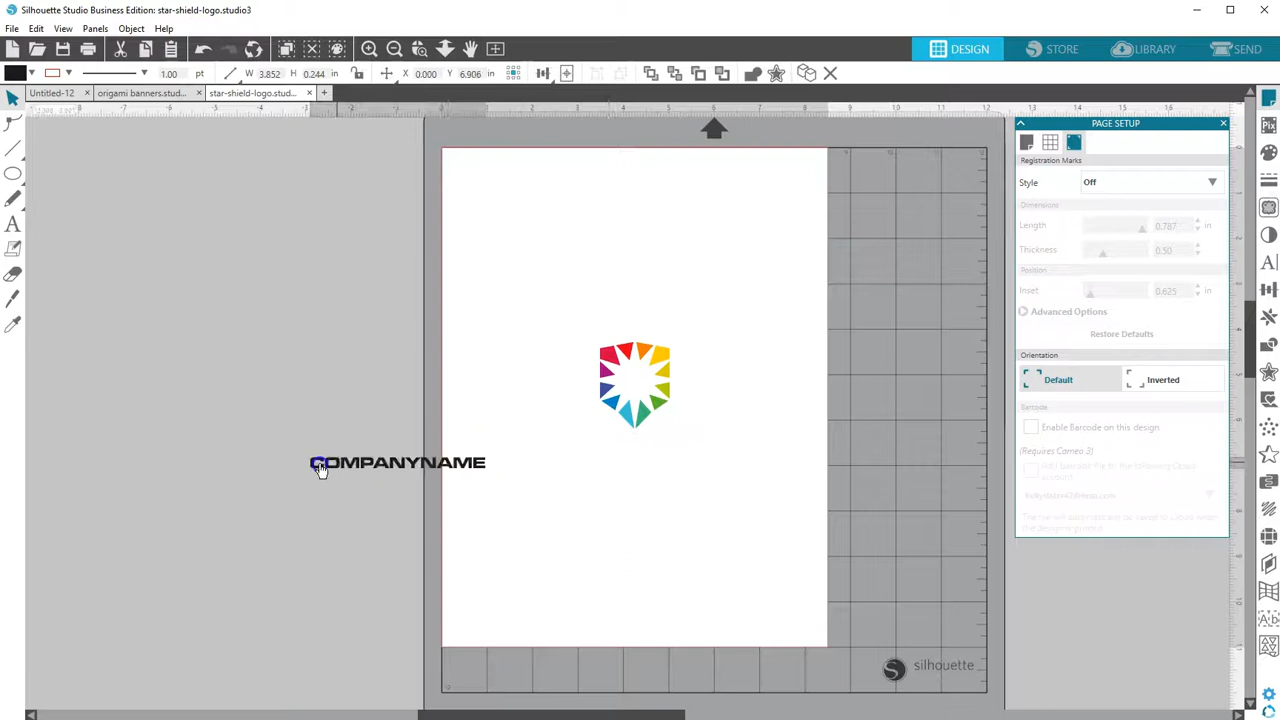 Silhouette Studio Business Edition: star-shield-logo.studio3
File Edit View Panels Object Help
DESIGN STORE LIBRARY SEND
1.00 pt W 3.852 H 0.244 in X 0.000 Y 6.906 in
Untitled-12 × origami banners.studi... × star-shield-logo.studi... × +
PAGE SETUP
Registration Marks
Style Off
Dimensions
Length 0.787 in
Thickness 0.50 in
Position
Inset 0.625 in
Advanced Options
Restore Defaults
Orientation
Default Inverted
Barcode
Enable Barcode on this design
(Requires Cameo 3)
COMPANYNAME
silhouette